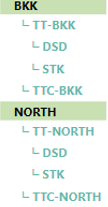 BKK
TT-BKK
DSD
STK
TTC-BKK
NORTH
TT-NORTH
DSD
STK
TTC-NORTH